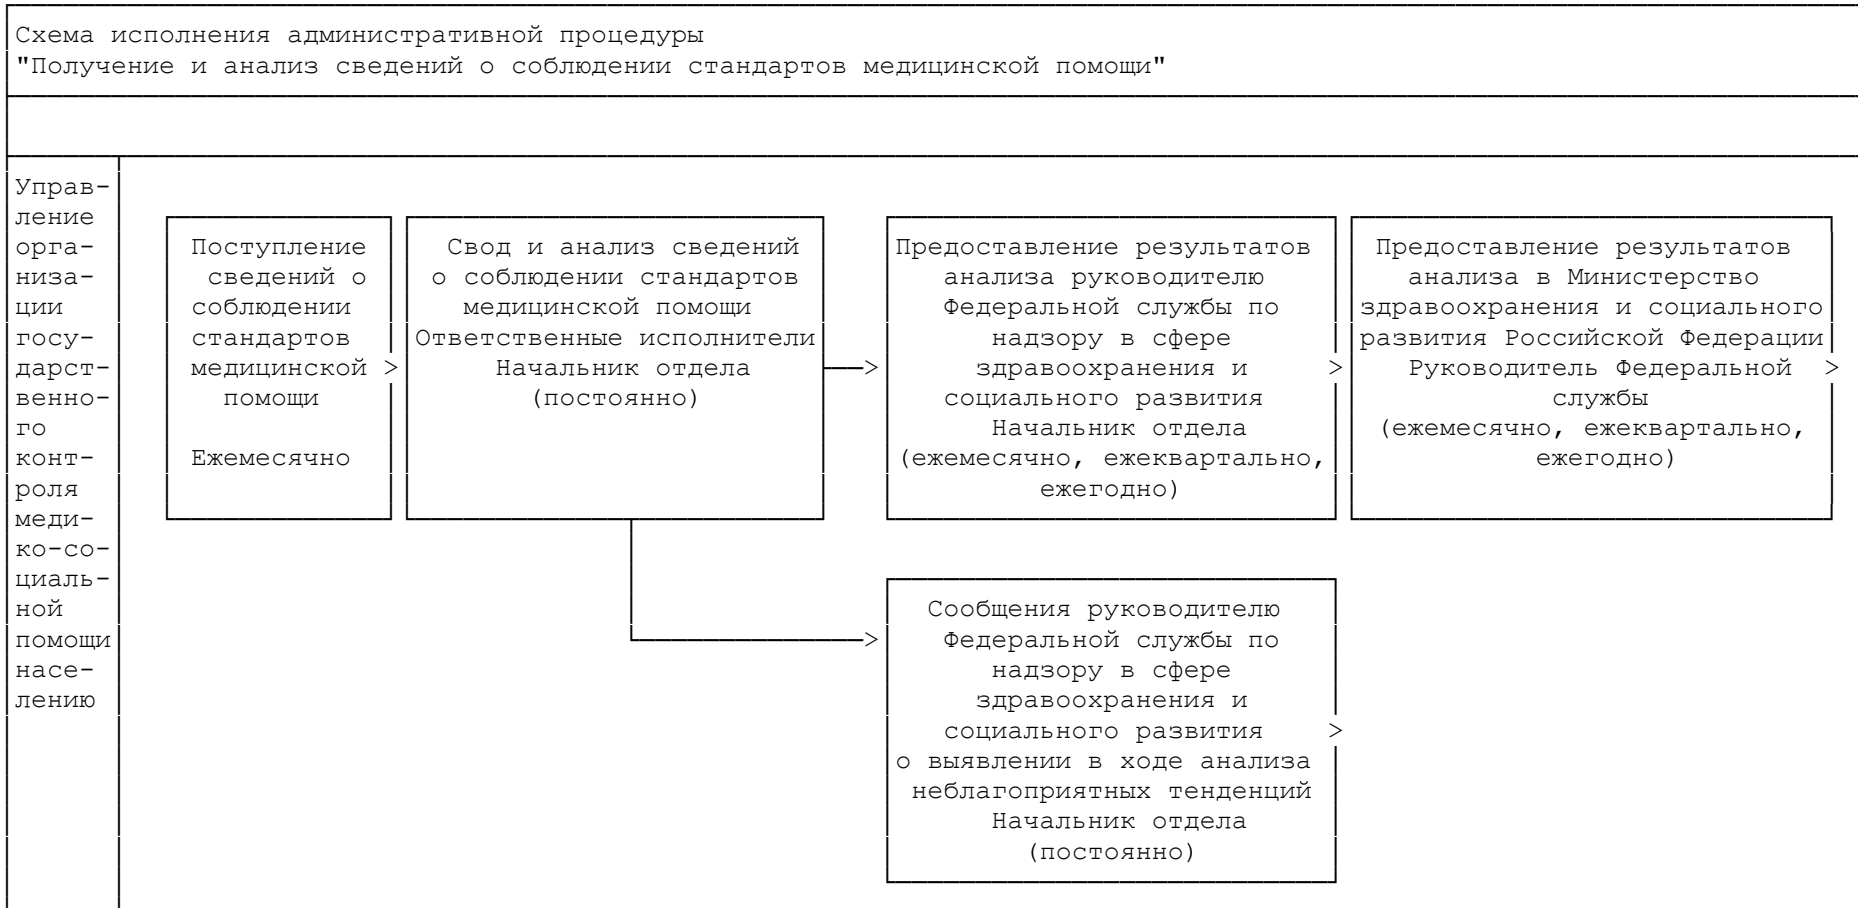 Схема исполнения административной процедуры
"Получение и анализ сведений о соблюдении стандартов медицинской помощи"
Управ-
ление
орга-
низа-
ции
госу-
дарст-
венно-
го
конт-
роля
меди-
ко-со-
циаль-
ной
помощи
насе-
лению
Поступление
сведений о
соблюдении
стандартов
медицинской >
помощи
Ежемесячно
Свод и анализ сведений
о соблюдении стандартов
медицинской помощи
Ответственные исполнители
Начальник отдела
(постоянно)
>
Предоставление результатов
анализа руководителю
Федеральной службы по
надзору в сфере
здравоохранения и >
социального развития
Начальник отдела
(ежемесячно, ежеквартально,
ежегодно)
Предоставление результатов
анализа в Министерство
здравоохранения и социального
развития Российской Федерации
Руководитель Федеральной >
службы
(ежемесячно, ежеквартально,
ежегодно)
>
Сообщения руководителю
Федеральной службы по
надзору в сфере
здравоохранения и
социального развития >
о выявлении в ходе анализа
неблагоприятных тенденций
Начальник отдела
(постоянно)